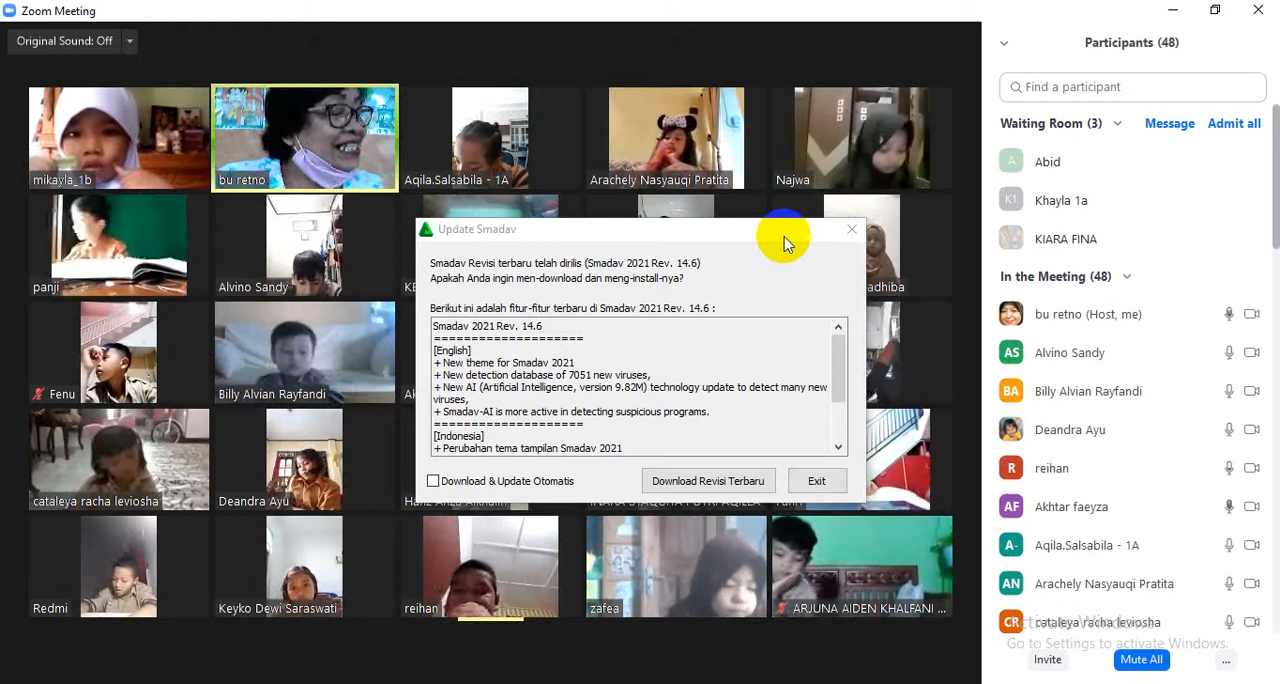 Zoom Meeting
Original Sound: Off
mikayla_1b
bu retno
Aqila.Salsabila - 1A
Arachely Nasyauqi Pratita
Najwa
panji
Alvino Sandy
adhiba
Fenu
Billy Alvian Rayfandi
cataleya racha leviosha
Deandra Ayu
Redmi
Keyko Dewi Saraswati
reihan
zafea
ARJUNA AIDEN KHALFANI ...
Update Smadav
Smadav Revisi terbaru telah dirilis (Smadav 2021 Rev. 14.6)
Apakah Anda ingin men-download dan meng-install-nya?
Berikut ini adalah fitur-fitur terbaru di Smadav 2021 Rev. 14.6 :
Smadav 2021 Rev. 14.6
====================
[English]
+ New theme for Smadav 2021
+ New detection database of 7051 new viruses,
+ New AI (Artificial Intelligence, version 9.82M) technology update to detect many new
viruses,
+ Smadav-AI is more active in detecting suspicious programs.
====================
[Indonesia]
+ Perubahan tema tampilan Smadav 2021
Download & Update Otomatis
Download Revisi Terbaru
Exit
Participants (48)
Find a participant
Waiting Room (3)
Message
Admit all
A
Abid
K1
Khayla 1a
KIARA FINA
In the Meeting (48)
bu retno (Host, me)
AS
Alvino Sandy
BA
Billy Alvian Rayfandi
Deandra Ayu
R
reihan
AF
Akhtar faeyza
A-
Aqila.Salsabila - 1A
AN
Arachely Nasyauqi Pratita
CR
cataleya racha leviosha
Activate Windows
Go to Settings to activate Windows.
Invite
Mute All
...